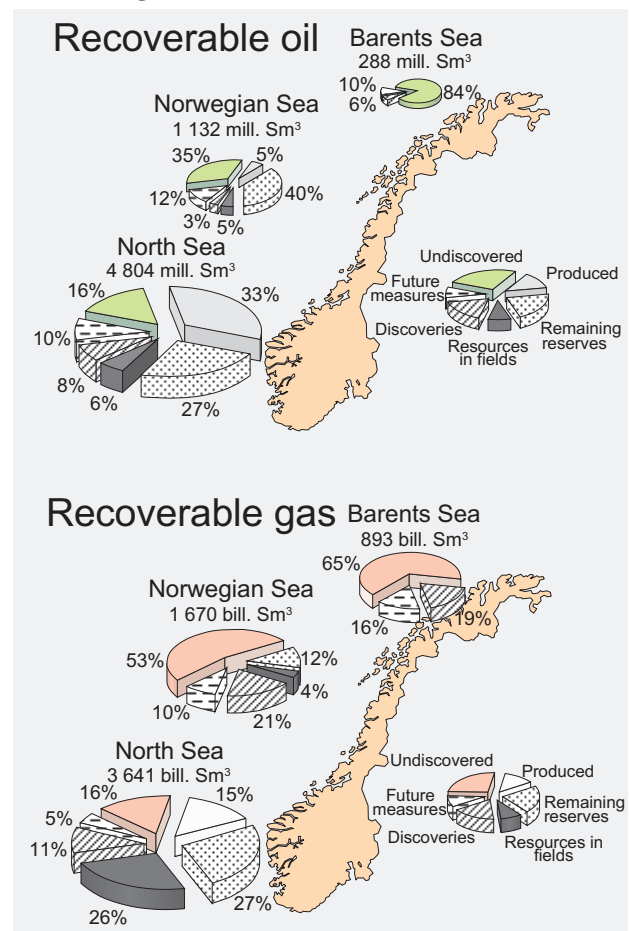 Recoverable oil
Barents Sea
288 mill. Sm³
10%
6%
84%
Norwegian Sea
1 132 mill. Sm³
35%
5%
12%
40%
3%
5%
North Sea
4 804 mill. Sm³
16%
33%
10%
8%
6%
27%
Undiscovered
Produced
Future
measures
Discoveries
Remaining
reserves
Resources
in fields
Recoverable gas
Barents Sea
893 bill. Sm³
65%
16%
19%
Norwegian Sea
1 670 bill. Sm³
53%
12%
4%
10%
21%
North Sea
3 641 bill. Sm³
16%
15%
5%
11%
26%
27%
Undiscovered
Produced
Future
measures
Remaining
reserves
Discoveries
Resources in
fields